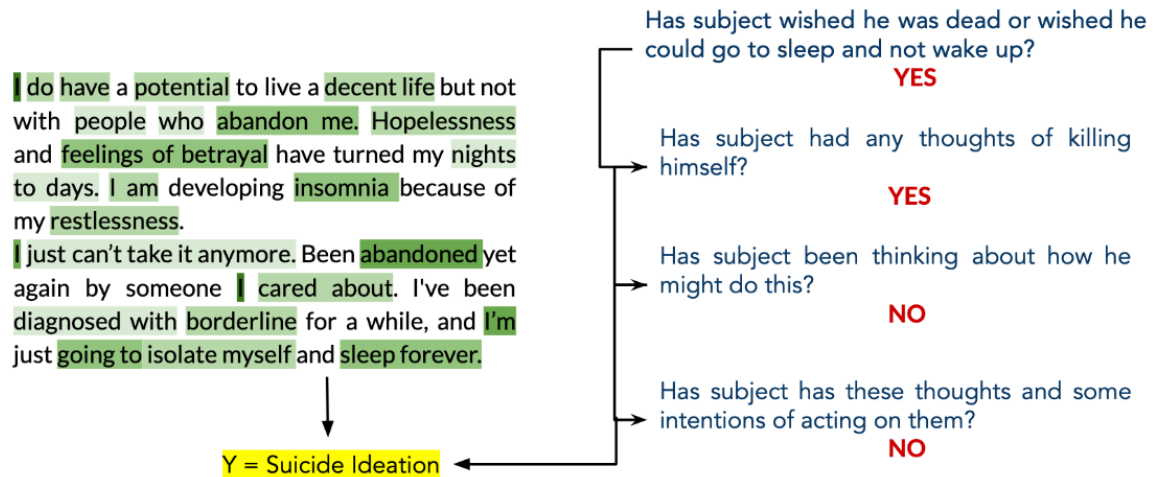 I do have a potential to live a decent life but not
with people who abandon me. Hopelessness
and feelings of betrayal have turned my nights
to days. I am developing insomnia because of
my restlessness.
I just can't take it anymore. Been abandoned yet
again by someone I cared about. I've been
diagnosed with borderline for a while, and I'm
just going to isolate myself and sleep forever.
Y = Suicide Ideation
Has subject wished he was dead or wished he
could go to sleep and not wake up?
YES
Has subject had any thoughts of killing
himself?
YES
Has subject been thinking about how he
might do this?
NO
Has subject has these thoughts and some
intentions of acting on them?
NO